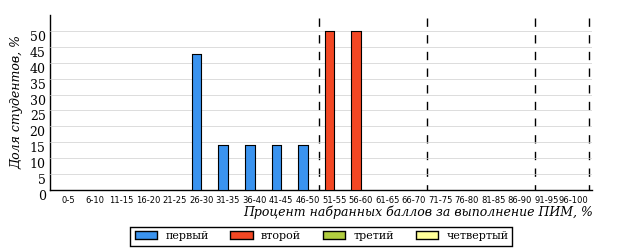 Доля студентов, %
50
45
40
35
30
25
20
15
10
5
0
0-5 6-10 11-15 16-20 21-25 26-30 31-35 36-40 41-45 46-50 51-55 56-60 61-65 66-70 71-75 76-80 81-85 86-90 91-95 96-100
Процент набранных баллов за выполнение ПИМ, %
первый второй третий четвертый